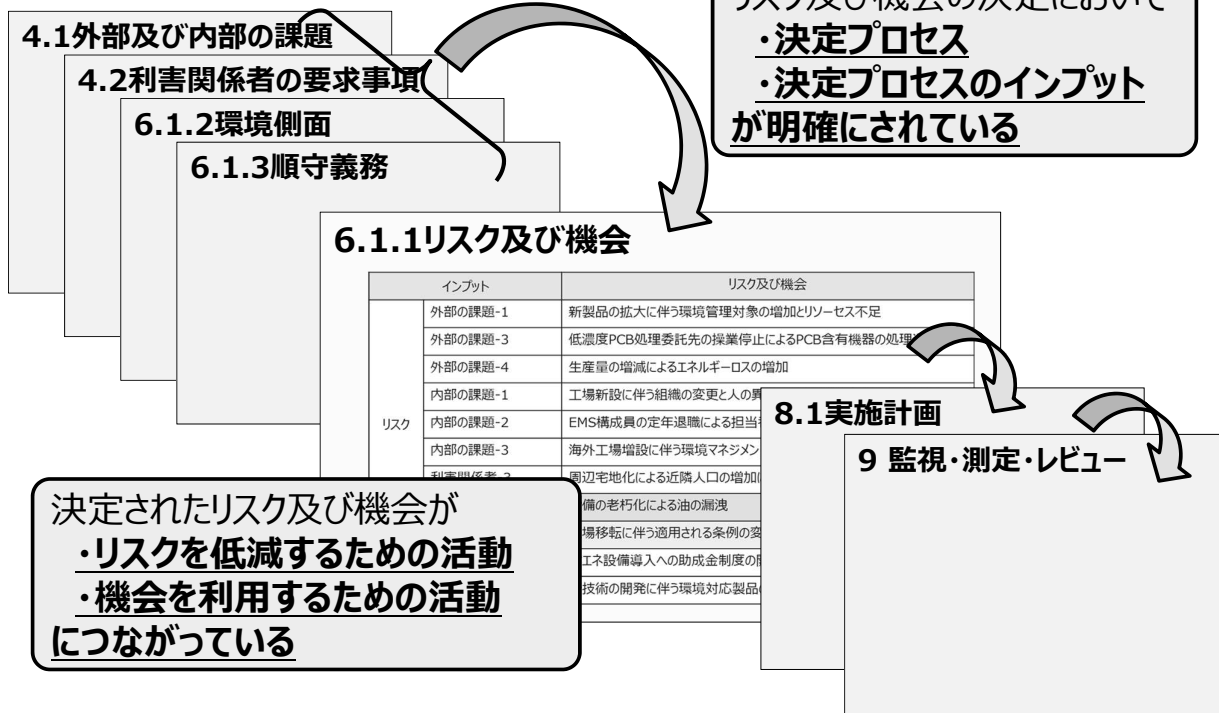 リスク及び機会の決定において
・決定プロセス
・決定プロセスのインプット
が明確にされている
4.1外部及び内部の課題
4.2利害関係者の要求事項
6.1.2環境側面
6.1.3順守義務
6.1.1リスク及び機会
インプット リスク及び機会
リスク
外部の課題-1 新製品の拡大に伴う環境管理対象の増加とリソーセス不足
外部の課題-3 低濃度PCB処理委託先の操業停止によるPCB含有機器の処理
外部の課題-4 生産量の増減によるエネルギーロスの増加
内部の課題-1 工場新設に伴う組織の変更と人の異
内部の課題-2 EMS構成員の定年退職による担当
内部の課題-3 海外工場増設に伴う環境マネジメン
利害関係者 周辺宅地化による近隣人口の増加
備の老朽化による油の漏洩
場移転に伴う適用される条例の変
エネ設備導入への助成金制度の
技術の開発に伴う環境対応製品
8.1実施計画
9 監視・測定・レビュー
決定されたリスク及び機会が
・リスクを低減するための活動
・機会を利用するための活動
につながっている